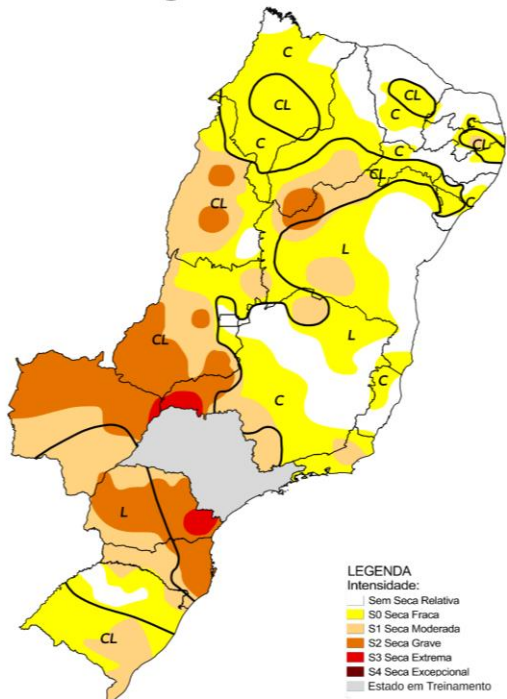 C
CL
CL
C
C
C
CL
C
CL
CL
C
L
L
CL
C
C
L
CL
LEGENDA
Intensidade:
Sem Seca Relativa
S0 Seca Fraca
S1 Seca Moderada
S2 Seca Grave
S3 Seca Extrema
S4 Seca Excepcional
Estado em Treinamento